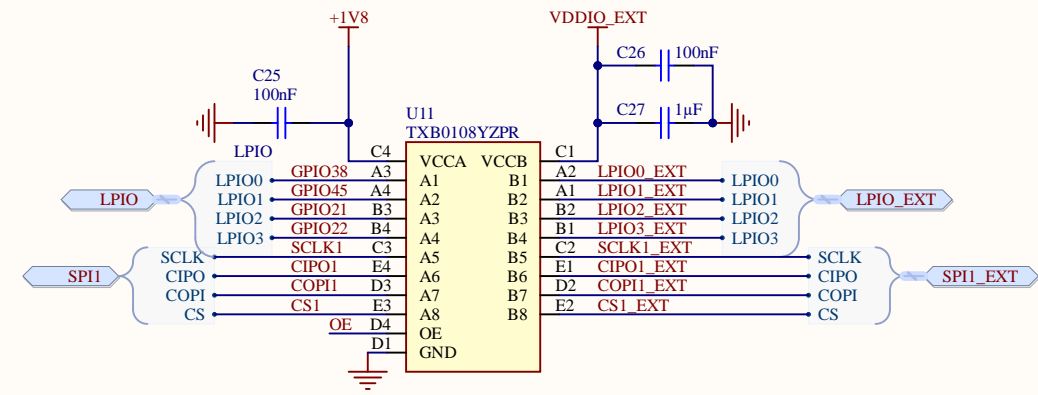 +1V8 VDDIO_EXT
C26 100nF
C25
100nF
C27 1µF
U11
TXB0108YZPR
LPIO
C4 VCCA VCCB C1
LPIO0 GPIO38 A3 A1 B1 A2 LPIO0_EXT LPIO0
LPIO LPIO1 GPIO45 A4 A2 B2 A1 LPIO1_EXT LPIO1 LPIO_EXT
LPIO2 GPIO21 B3 A3 B3 B2 LPIO2_EXT LPIO2
LPIO3 GPIO22 B4 A4 B4 B1 LPIO3_EXT LPIO3
SCLK SCLK1 C3 A5 B5 C2 SCLK1_EXT SCLK
SPI1 CIPO CIPO1 E4 A6 B6 E1 CIPO1_EXT CIPO SPI1_EXT
COPI COPI1 D3 A7 B7 D2 COPI1_EXT COPI
CS CS1 E3 A8 B8 E2 CS1_EXT CS
OE D4 OE
D1 GND